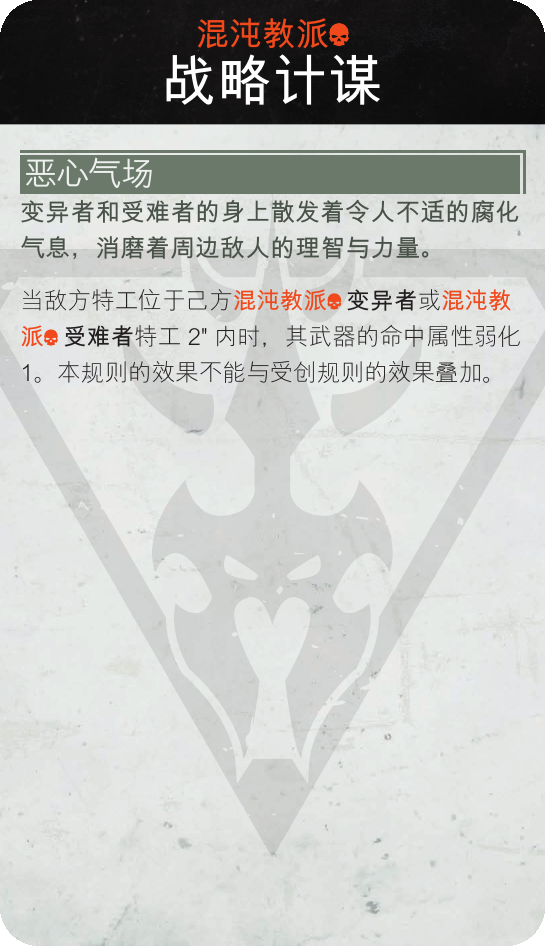 混沌教派
战略计谋
恶心气场
变异者和受难者的身上散发着令人不适的腐化
气息，消磨着周边敌人的理智与力量。
当敌方特工位于己方混沌教派 变异者或混沌教
派 受难者特工 2" 内时，其武器的命中属性弱化
1。本规则的效果不能与受创规则的效果叠加。